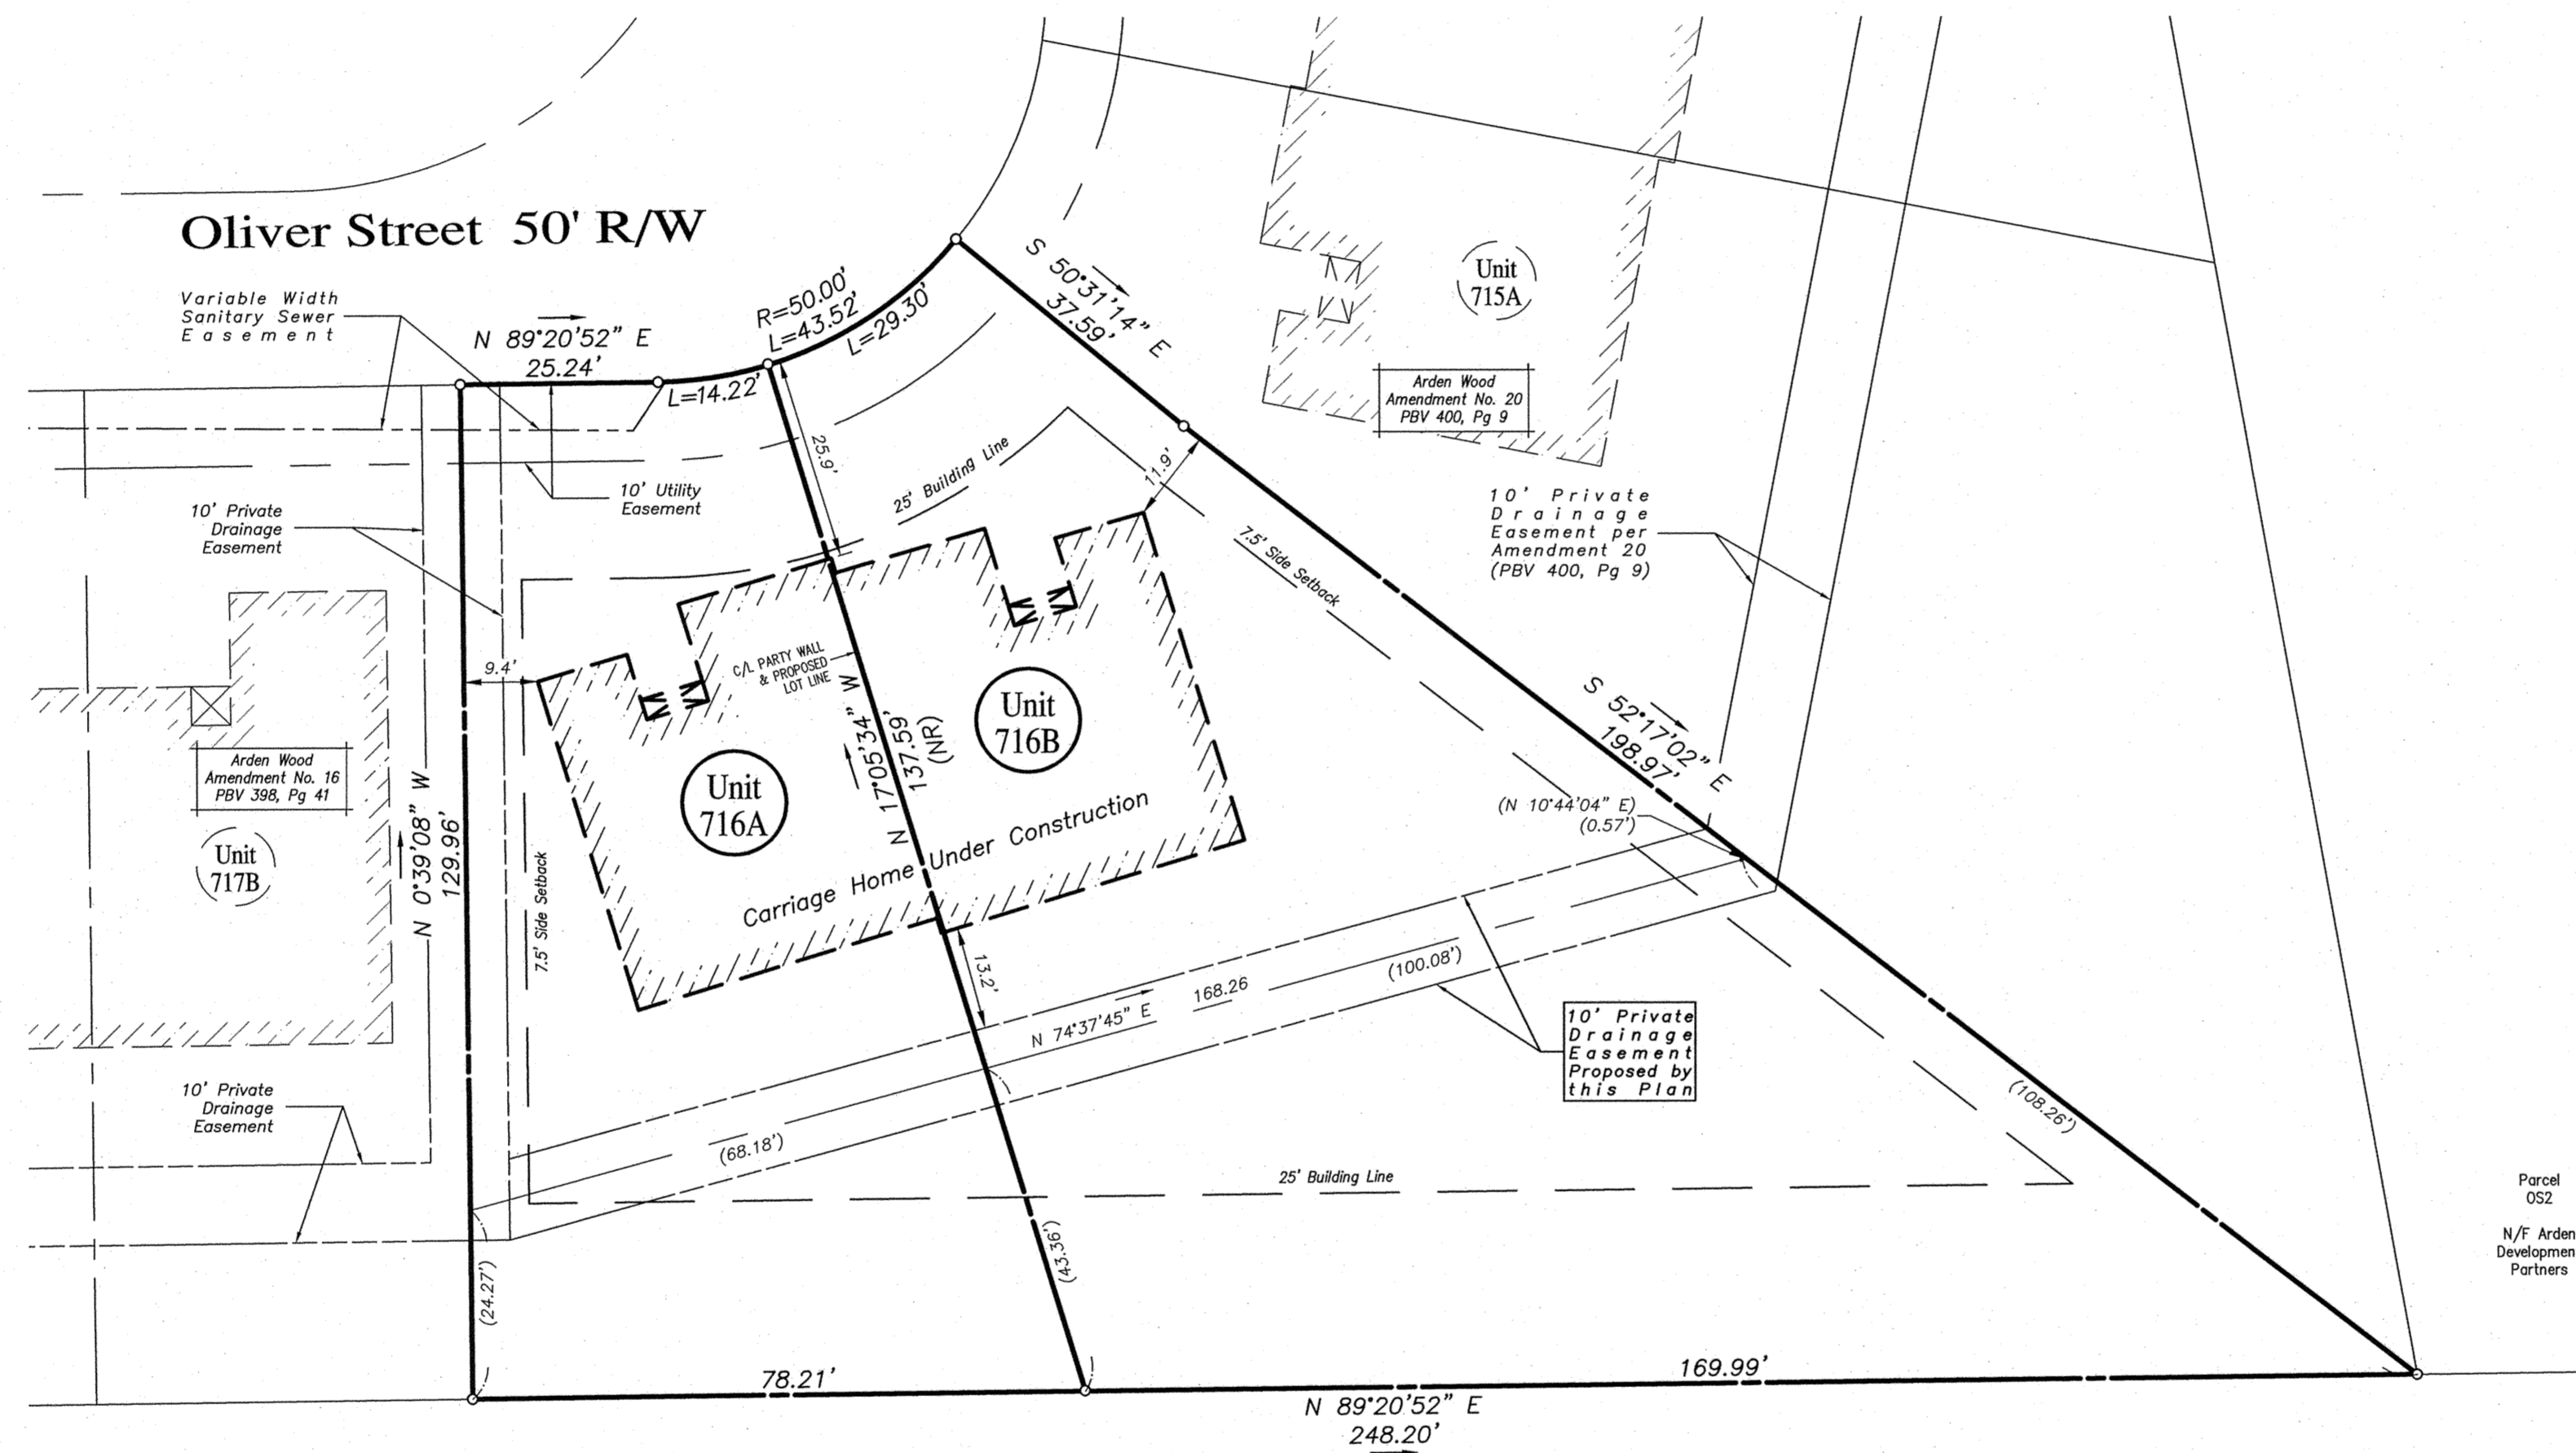 Oliver Street 50' R/W
Variable Width
Sanitary Sewer
Easement
N 89°20'52" E
25.24'
R=50.00'
L=43.52'
L=29.30'
L=14.22'
S 50°31'14" E
37.59'
Unit
715A
Arden Wood
Amendment No. 20
PBV 400, Pg 9
25.9'
25' Building Line
11.9'
10' Utility
Easement
10' Private
Drainage
Easement
7.5' Side Setback
10' Private
Drainage
Easement per
Amendment 20
(PBV 400, Pg 9)
9.4'
C/L PARTY WALL
& PROPOSED
LOT LINE
N 17°05'34" W
137.59'
(NR)
Unit
716B
Unit
716A
Carriage Home Under Construction
S 52°17'02" E
198.97'
(N 10°44'04" E)
(0.57')
Arden Wood
Amendment No. 16
PBV 398, Pg 41
Unit
717B
N 0°39'08" W
129.96'
7.5' Side Setback
13.2'
N 74°37'45" E
168.26
(100.08')
10' Private
Drainage
Easement
Proposed by
this Plan
10' Private
Drainage
Easement
(68.18')
(108.26')
25' Building Line
Parcel
OS2
N/F Arden
Developmen
Partners
(24.27')
(43.36')
78.21'
169.99'
N 89°20'52" E
248.20'